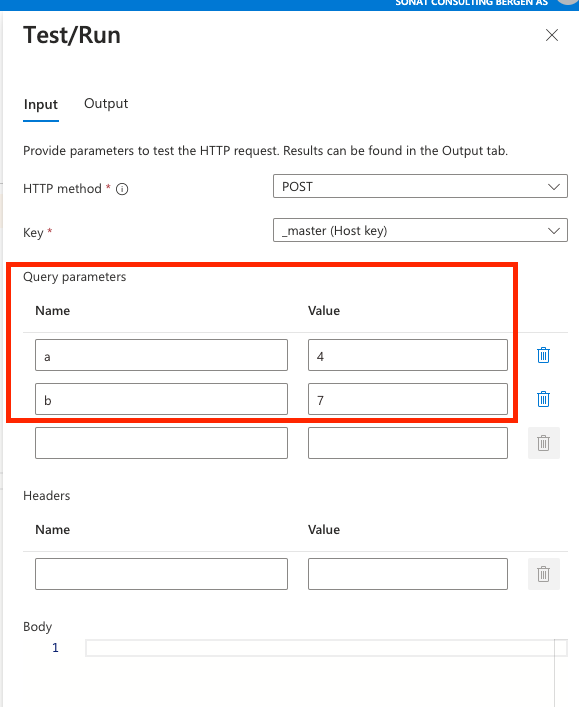 SONAT CONSULTING BERGEN AS
Test/Run
Input Output
Provide parameters to test the HTTP request. Results can be found in the Output tab.
HTTP method * POST
Key * _master (Host key)
Query parameters
Name Value
a 4
b 7
Headers
Name Value
Body
1